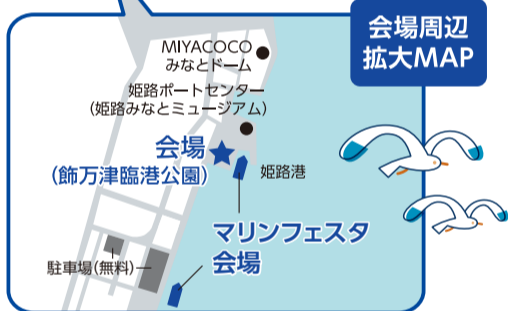 会場周辺
拡大MAP
MIYACOCO
みなとドーム
姫路ポートセンター
(姫路みなとミュージアム)
会場
(飾万津臨港公園)
姫路港
マリンフェスタ
会場
駐車場(無料)